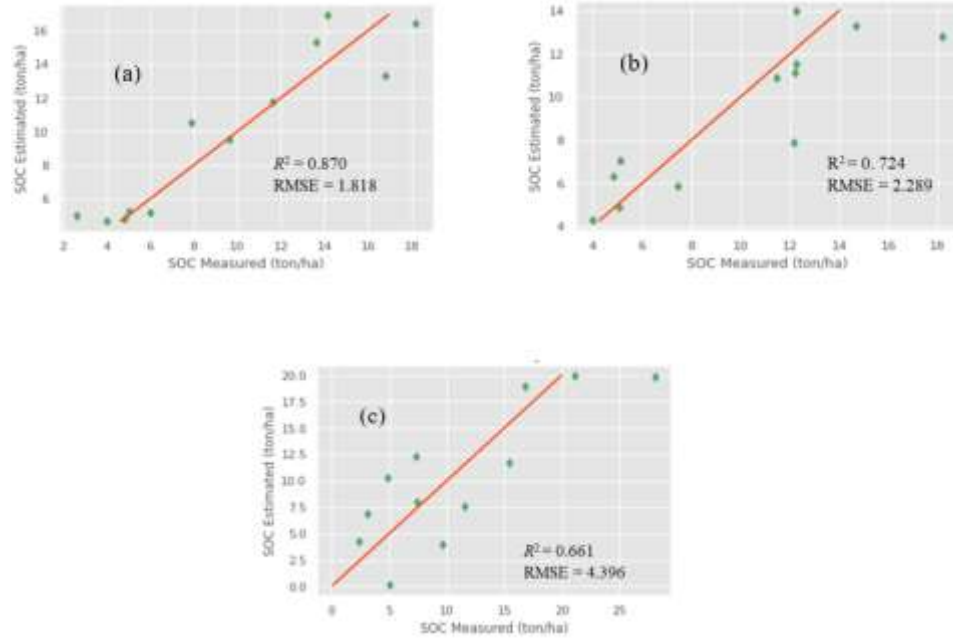 16
14
12
10
8
6
SOC Estimated (ton/ha)
(a)
R² = 0.870
RMSE = 1.818
2 4 6 8 10 12 14 16 18
SOC Measured (ton/ha)
14
12
10
8
6
4
SOC Estimated (ton/ha)
(b)
R² = 0. 724
RMSE = 2.289
4 6 8 10 12 14 16 18
SOC Measured (ton/ha)
20.0
17.5
15.0
12.5
10.0
7.5
5.0
2.5
0.0
SOC Estimated (ton/ha)
(c)
R² =0.661
RMSE = 4.396
0 5 10 15 20 25
SOC Measured (ton/ha)